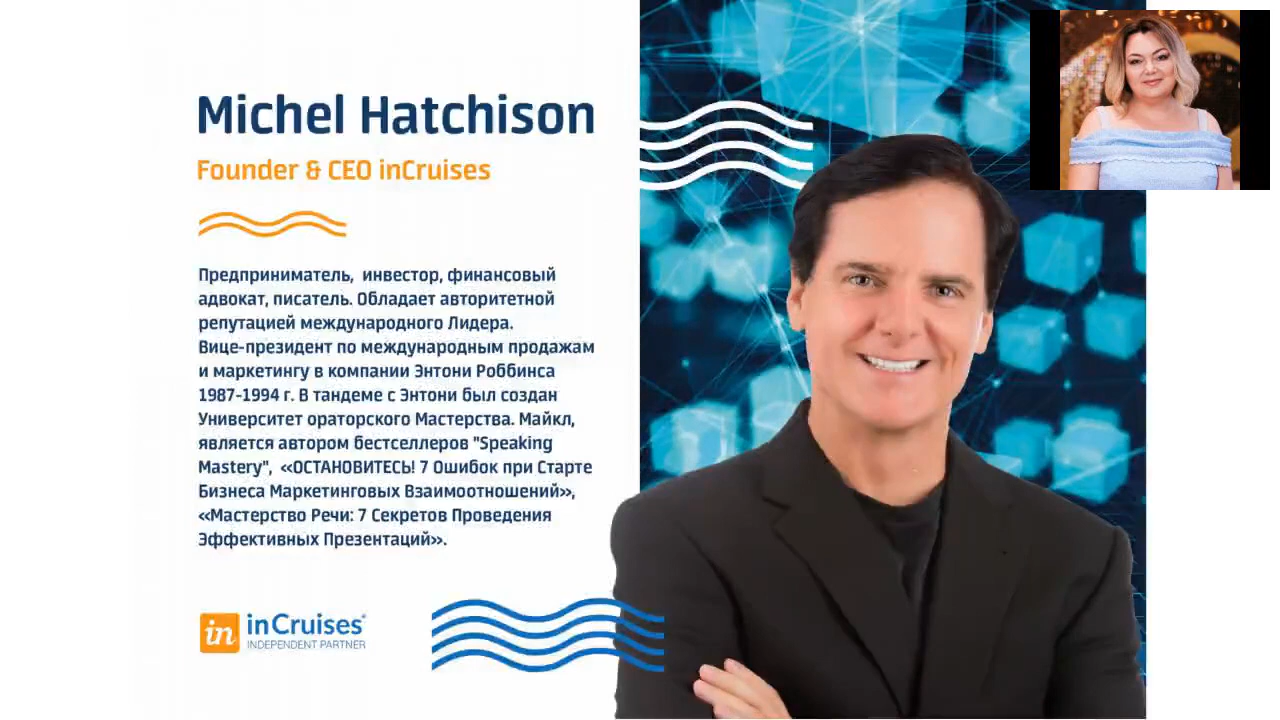 Michel Hatchison
Founder & CEO inCruises
Предприниматель, инвестор, финансовый
адвокат, писатель. Обладает авторитетной
репутацией международного Лидера.
Вице-президент по международным продажам
и маркетингу в компании Энтони Роббинса
1987-1994 г. В тандеме с Энтони был создан
Университет ораторского Мастерства. Майкл,
является автором бестселлеров "Speaking
Mastery", «ОСТАНОВИТЕСЬ! 7 Ошибок при Старте
Бизнеса Маркетинговых Взаимоотношений»,
«Мастерство Речи: 7 Секретов Проведения
Эффективных Презентаций».
in inCruises®
INDEPENDENT PARTNER